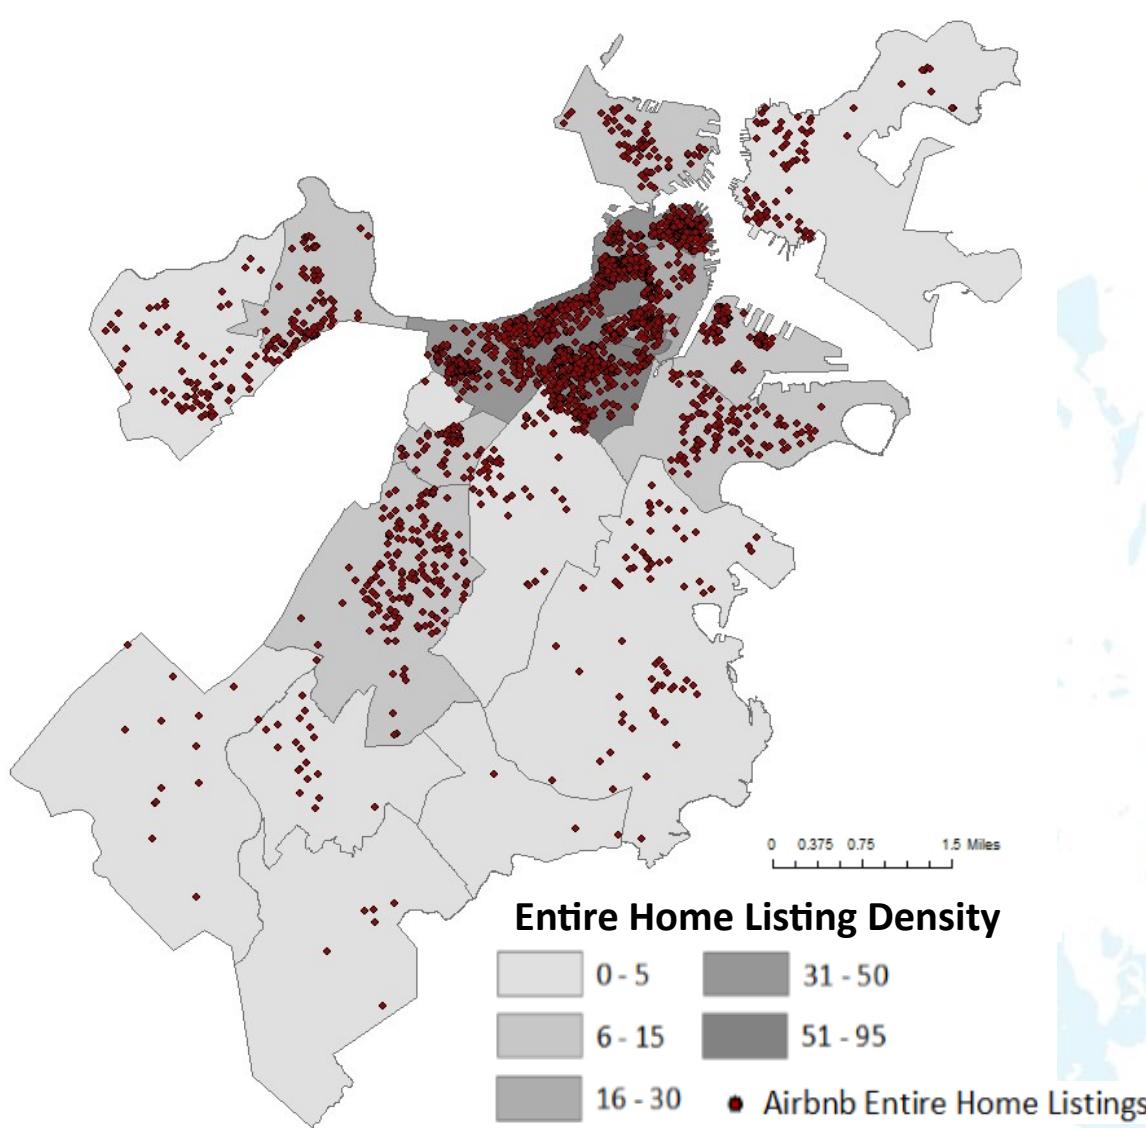 0 0.375 0.75 1.5 Miles
Entire Home Listing Density
0 - 5 31 - 50
6 - 15 51 - 95
16 - 30 Airbnb Entire Home Listings